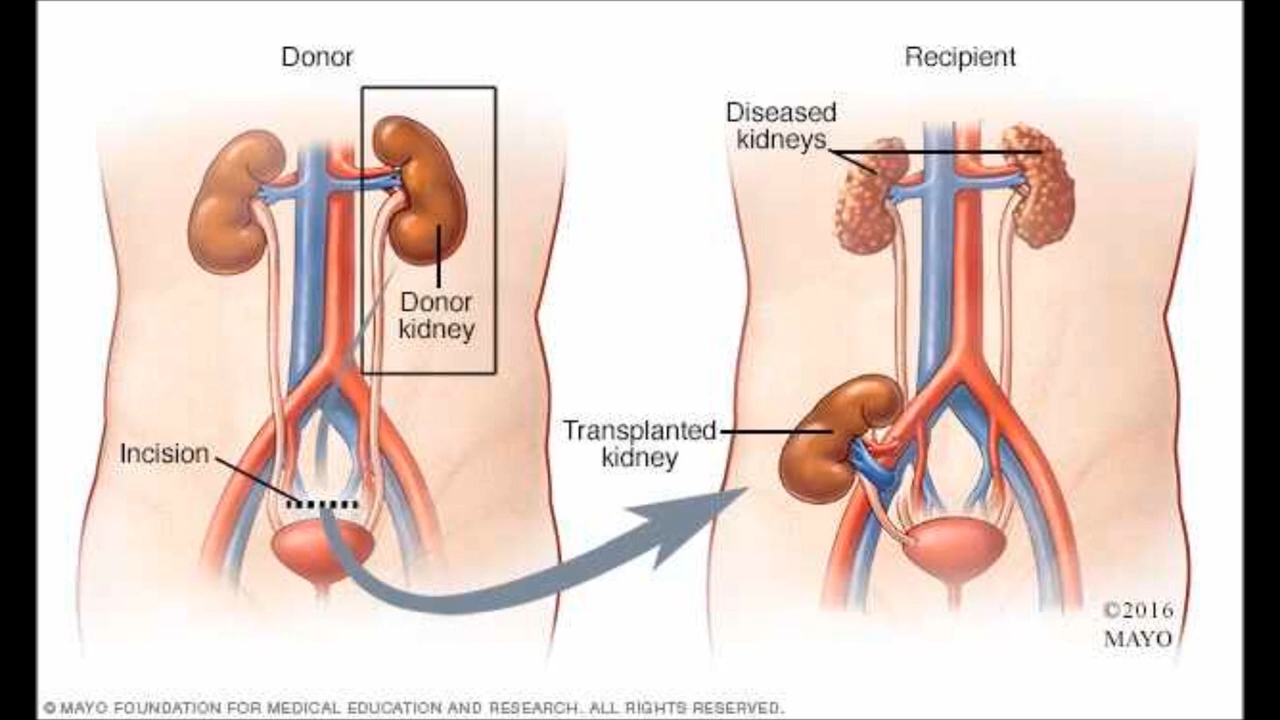 Donor
Recipient
Diseased
kidneys
Donor
kidney
Incision
Transplanted
kidney
©2016
MAYO
© MAYO FOUNDATION FOR MEDICAL EDUCATION AND RESEARCH. ALL RIGHTS RESERVED.